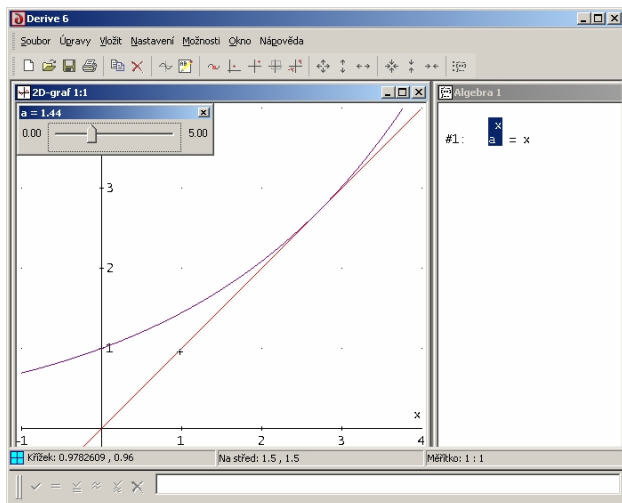 Derive 6
Soubor Úpravy Vložit Nastavení Možnosti Okno Nápověda
2D-graf 1:1
Algebra 1
a = 1.44
0.00 5.00
#1: a^x = x
3
2
1
x
-1 1 2 3 4
Křížek: 0.9782609 , 0.96 Na střed: 1.5 , 1.5 Měřítko: 1 : 1